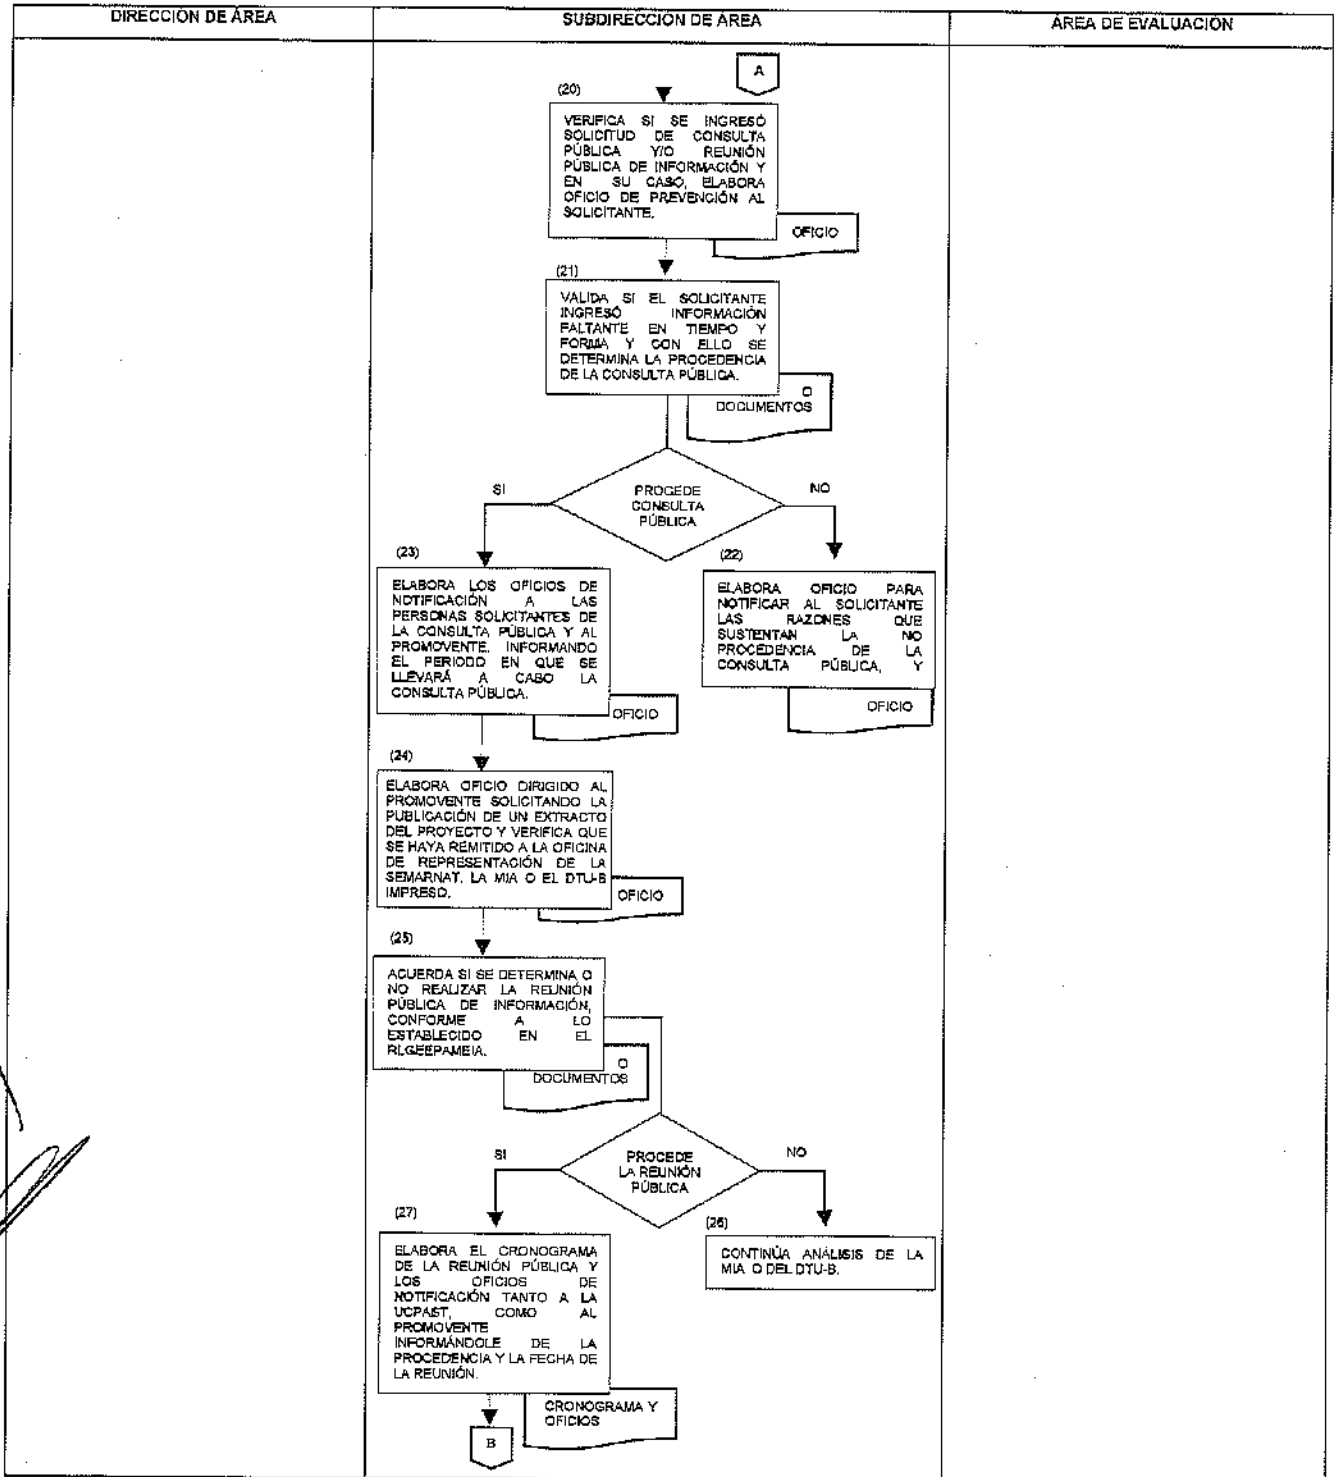 DIRECCIÓN DE ÁREA
SUBDIRECCIÓN DE ÁREA
ÁREA DE EVALUACIÓN
A
(20)
VERIFICA SI SE INGRESÓ
SOLICITUD DE CONSULTA
PÚBLICA Y/O REUNIÓN
PÚBLICA DE INFORMACIÓN Y
EN SU CASO, ELABORA
OFICIO DE PREVENCIÓN AL
SOLICITANTE.
OFICIO
(21)
VALIDA SI EL SOLICITANTE
INGRESÓ INFORMACIÓN
FALTANTE EN TIEMPO Y
FORMA Y CON ELLO SE
DETERMINA LA PROCEDENCIA
DE LA CONSULTA PÚBLICA.
O
DOCUMENTOS
PROCEDE
CONSULTA
PÚBLICA
SI
NO
(23)
ELABORA LOS OFICIOS DE
NOTIFICACIÓN A LAS
PERSONAS SOLICITANTES DE
LA CONSULTA PÚBLICA Y AL
PROMOVENTE, INFORMANDO
EL PERIODO EN QUE SE
LLEVARÁ A CABO LA
CONSULTA PÚBLICA.
OFICIO
(22)
ELABORA OFICIO PARA
NOTIFICAR AL SOLICITANTE
LAS RAZONES QUE
SUSTENTAN LA NO
PROCEDENCIA DE LA
CONSULTA PÚBLICA, Y
OFICIO
(24)
ELABORA OFICIO DIRIGIDO AL
PROMOVENTE SOLICITANDO LA
PUBLICACIÓN DE UN EXTRACTO
DEL PROYECTO Y VERIFICA QUE
SE HAYA REMITIDO A LA OFICINA
DE REPRESENTACIÓN DE LA
SEMARNAT, LA MIA O EL DTU-B
IMPRESO.
OFICIO
(25)
ACUERDA SI SE DETERMINA O
NO REALIZAR LA REUNIÓN
PÚBLICA DE INFORMACIÓN,
CONFORME A LO
ESTABLECIDO EN EL
RLGEEPAMEIA.
O
DOCUMENTOS
PROCEDE
LA REUNIÓN
PÚBLICA
SI
NO
(27)
ELABORA EL CRONOGRAMA
DE LA REUNIÓN PÚBLICA Y
LOS OFICIOS DE
NOTIFICACIÓN TANTO A LA
UCPAST, COMO AL
PROMOVENTE
INFORMÁNDOLE DE LA
PROCEDENCIA Y LA FECHA DE
LA REUNIÓN.
CRONOGRAMA Y
OFICIOS
(26)
CONTINÚA ANÁLISIS DE LA
MIA O DEL DTU-B.
B